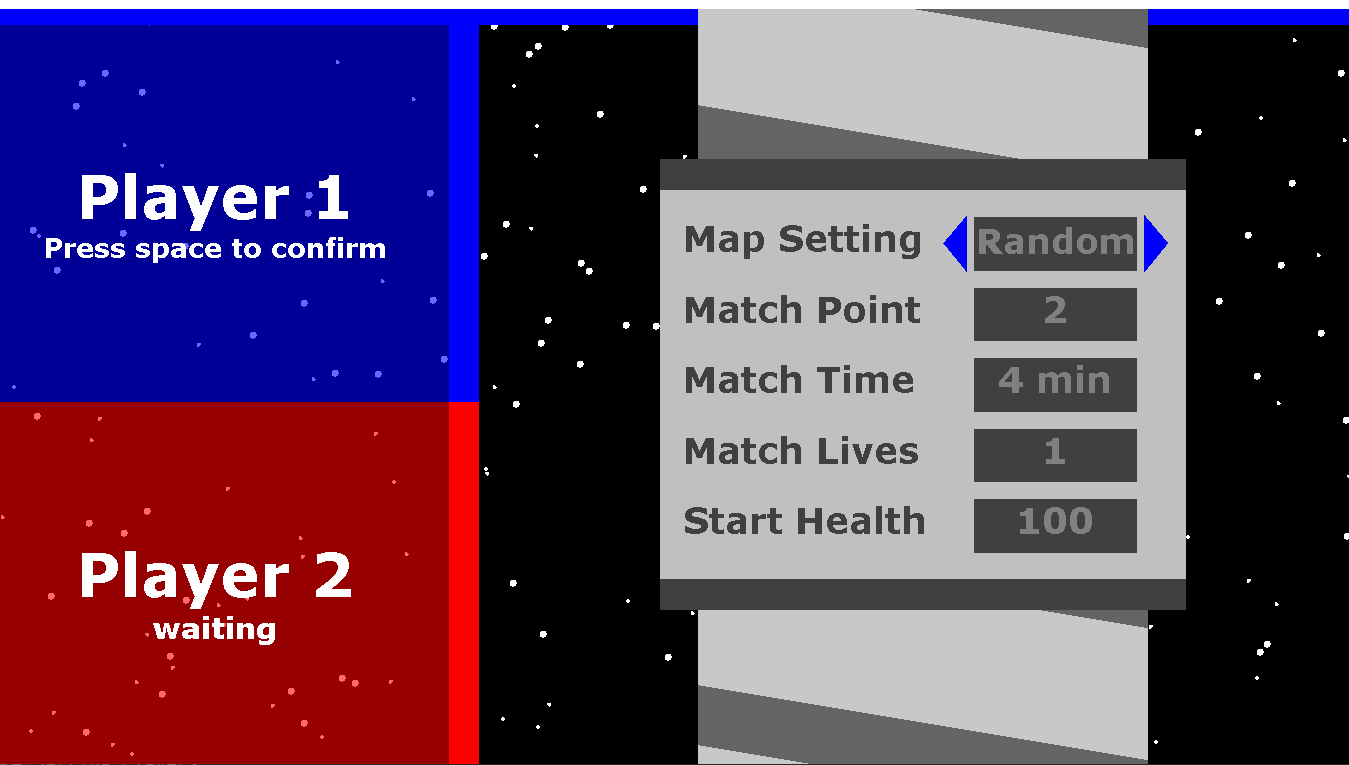 Player 1
Press space to confirm
Player 2
waiting
Map Setting Random
Match Point 2
Match Time 4 min
Match Lives 1
Start Health 100